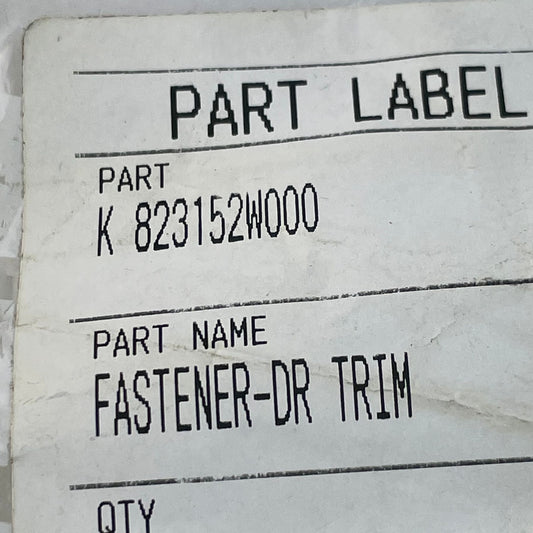 PART LABEL
PART
K 823152W000
PART NAME
FASTENER-DR TRIM
QTY